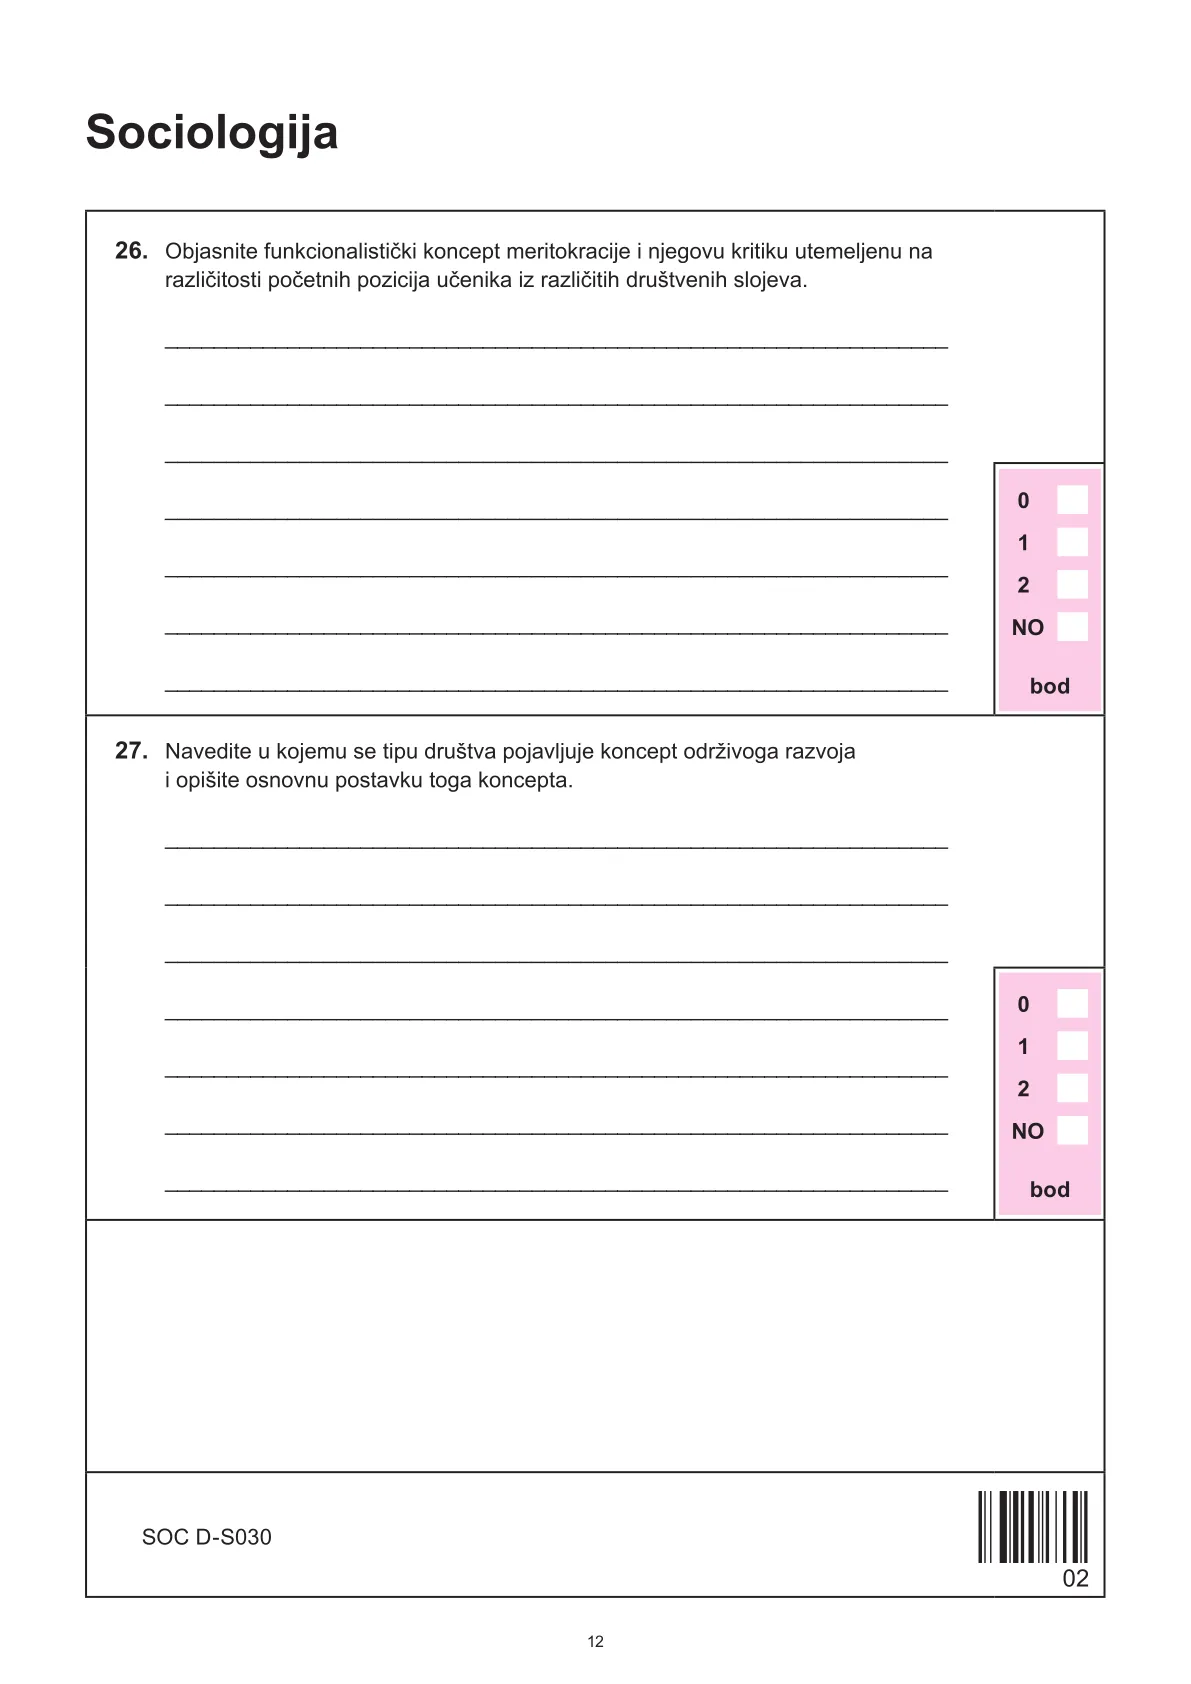 Sociologija
26. Objasnite funkcionalistički koncept meritokracije i njegovu kritiku utemeljenu na
različitosti početnih pozicija učenika iz različitih društvenih slojeva.
0
1
2
NO
bod
27. Navedite u kojemu se tipu društva pojavljuje koncept održivoga razvoja
i opišite osnovnu postavku toga koncepta.
0
1
2
NO
bod
SOC D-S030
02
12